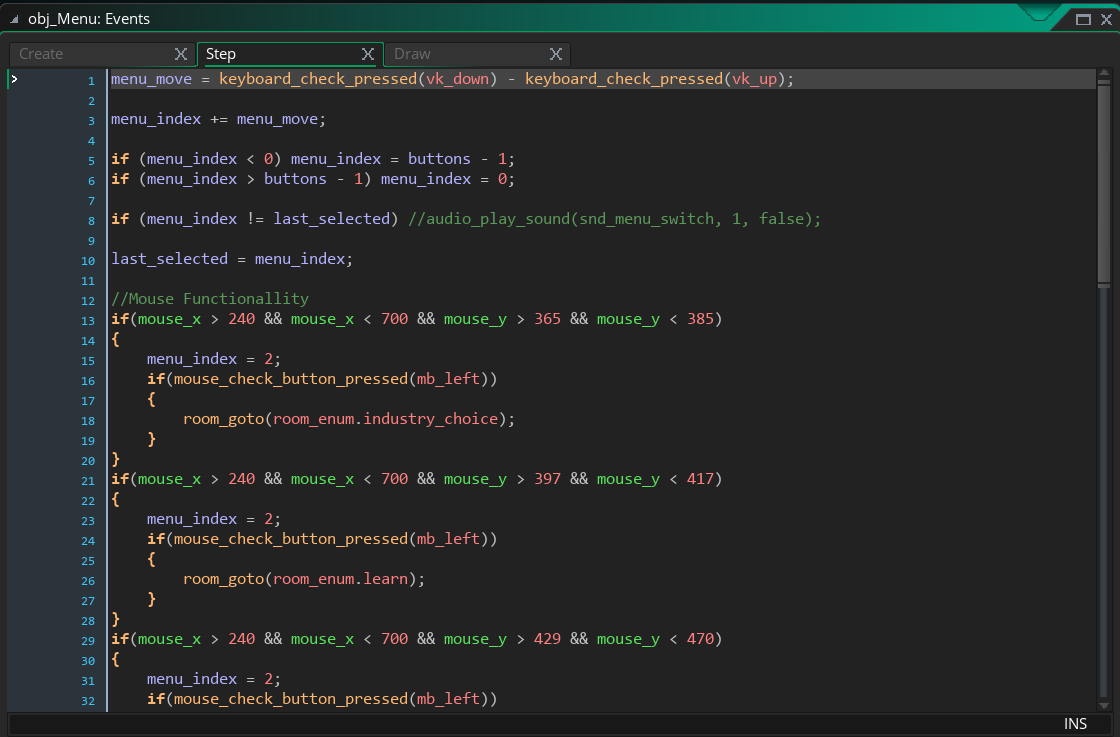 obj_Menu: Events
Create Step Draw
1 menu_move = keyboard_check_pressed(vk_down) - keyboard_check_pressed(vk_up);
2
3 menu_index += menu_move;
4
5 if (menu_index < 0) menu_index = buttons - 1;
6 if (menu_index > buttons - 1) menu_index = 0;
7
8 if (menu_index != last_selected) //audio_play_sound(snd_menu_switch, 1, false);
9
10 last_selected = menu_index;
11
12 //Mouse Functionallity
13 if(mouse_x > 240 && mouse_x < 700 && mouse_y > 365 && mouse_y < 385)
14 {
15 menu_index = 2;
16 if(mouse_check_button_pressed(mb_left))
17 {
18 room_goto(room_enum.industry_choice);
19 }
20 }
21 if(mouse_x > 240 && mouse_x < 700 && mouse_y > 397 && mouse_y < 417)
22 {
23 menu_index = 2;
24 if(mouse_check_button_pressed(mb_left))
25 {
26 room_goto(room_enum.learn);
27 }
28 }
29 if(mouse_x > 240 && mouse_x < 700 && mouse_y > 429 && mouse_y < 470)
30 {
31 menu_index = 2;
32 if(mouse_check_button_pressed(mb_left))
INS